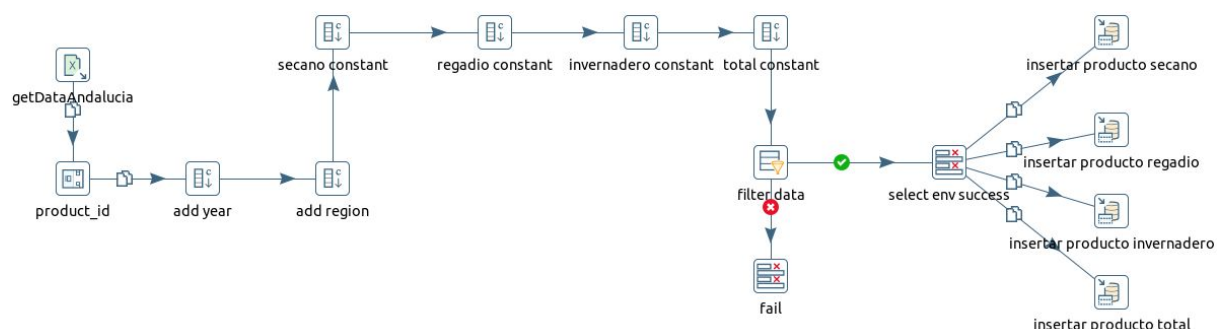 insertar producto secano
secano constant
regadio constant
invernadero constant
total constant
getDataAndalucia
insertar producto regadio
product_id
add year
add region
filter data
select env success
insertar producto invernadero
fail
insertar producto total